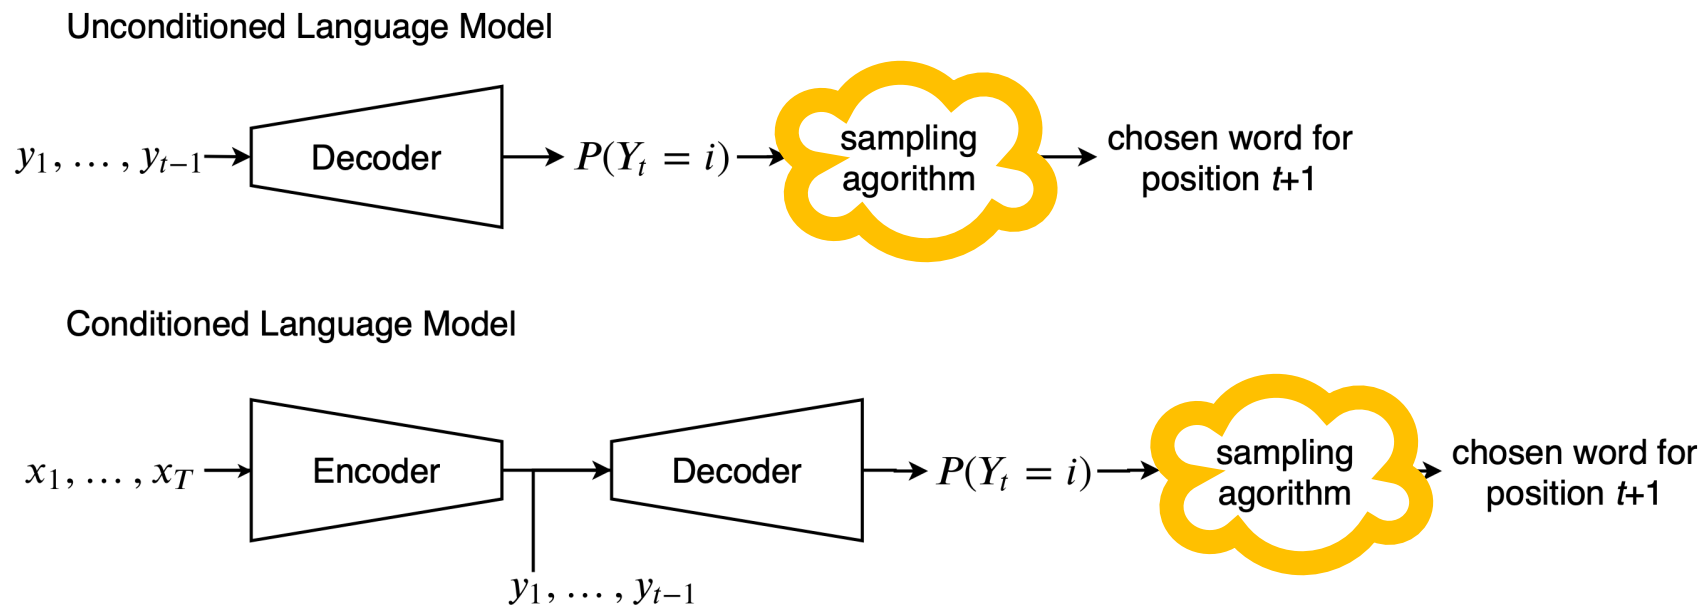 Unconditioned Language Model
y₁, … , yₜ₋₁
Decoder
P(Yₜ = i)
sampling
agorithm
chosen word for
position t+1
Conditioned Language Model
x₁, … , x_T
Encoder
Decoder
P(Yₜ = i)
sampling
agorithm
chosen word for
position t+1
y₁, … , yₜ₋₁